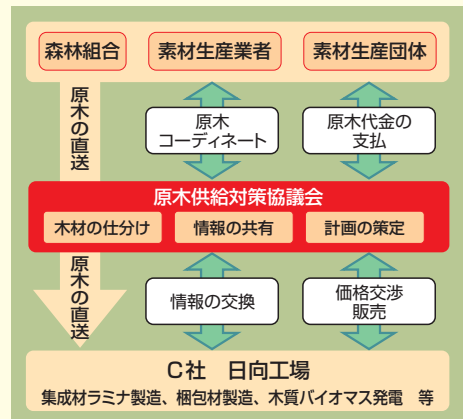 森林組合
素材生産業者
素材生産団体
原木の直送
原木
コーディネート
原木代金の
支払
原木供給対策協議会
木材の仕分け
情報の共有
計画の策定
原木の直送
情報の交換
価格交渉
販売
C社　日向工場
集成材ラミナ製造、梱包材製造、木質バイオマス発電　等